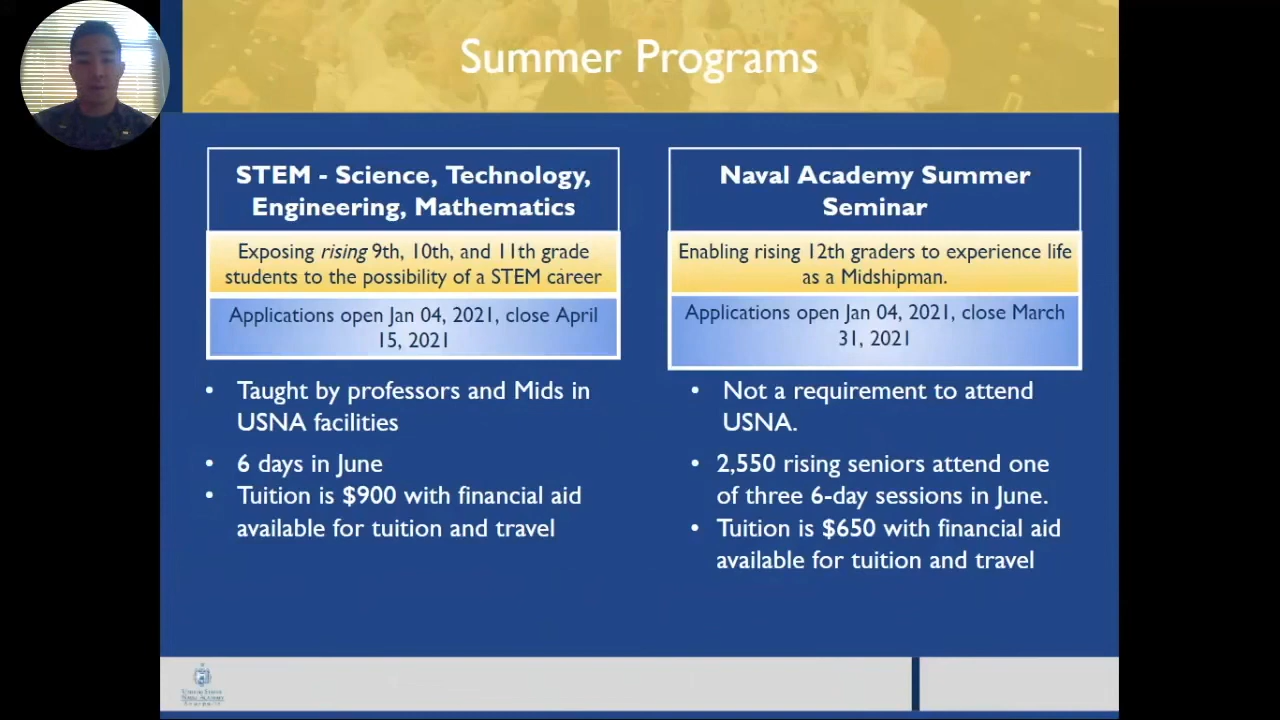 Summer Programs
STEM - Science, Technology,
Engineering, Mathematics
Exposing rising 9th, 10th, and 11th grade
students to the possibility of a STEM career
Applications open Jan 04, 2021, close April
15, 2021
• Taught by professors and Mids in
USNA facilities
• 6 days in June
• Tuition is $900 with financial aid
available for tuition and travel
Naval Academy Summer
Seminar
Enabling rising 12th graders to experience life
as a Midshipman.
Applications open Jan 04, 2021, close March
31, 2021
• Not a requirement to attend
USNA.
• 2,550 rising seniors attend one
of three 6-day sessions in June.
• Tuition is $650 with financial aid
available for tuition and travel
United States
Naval Academy